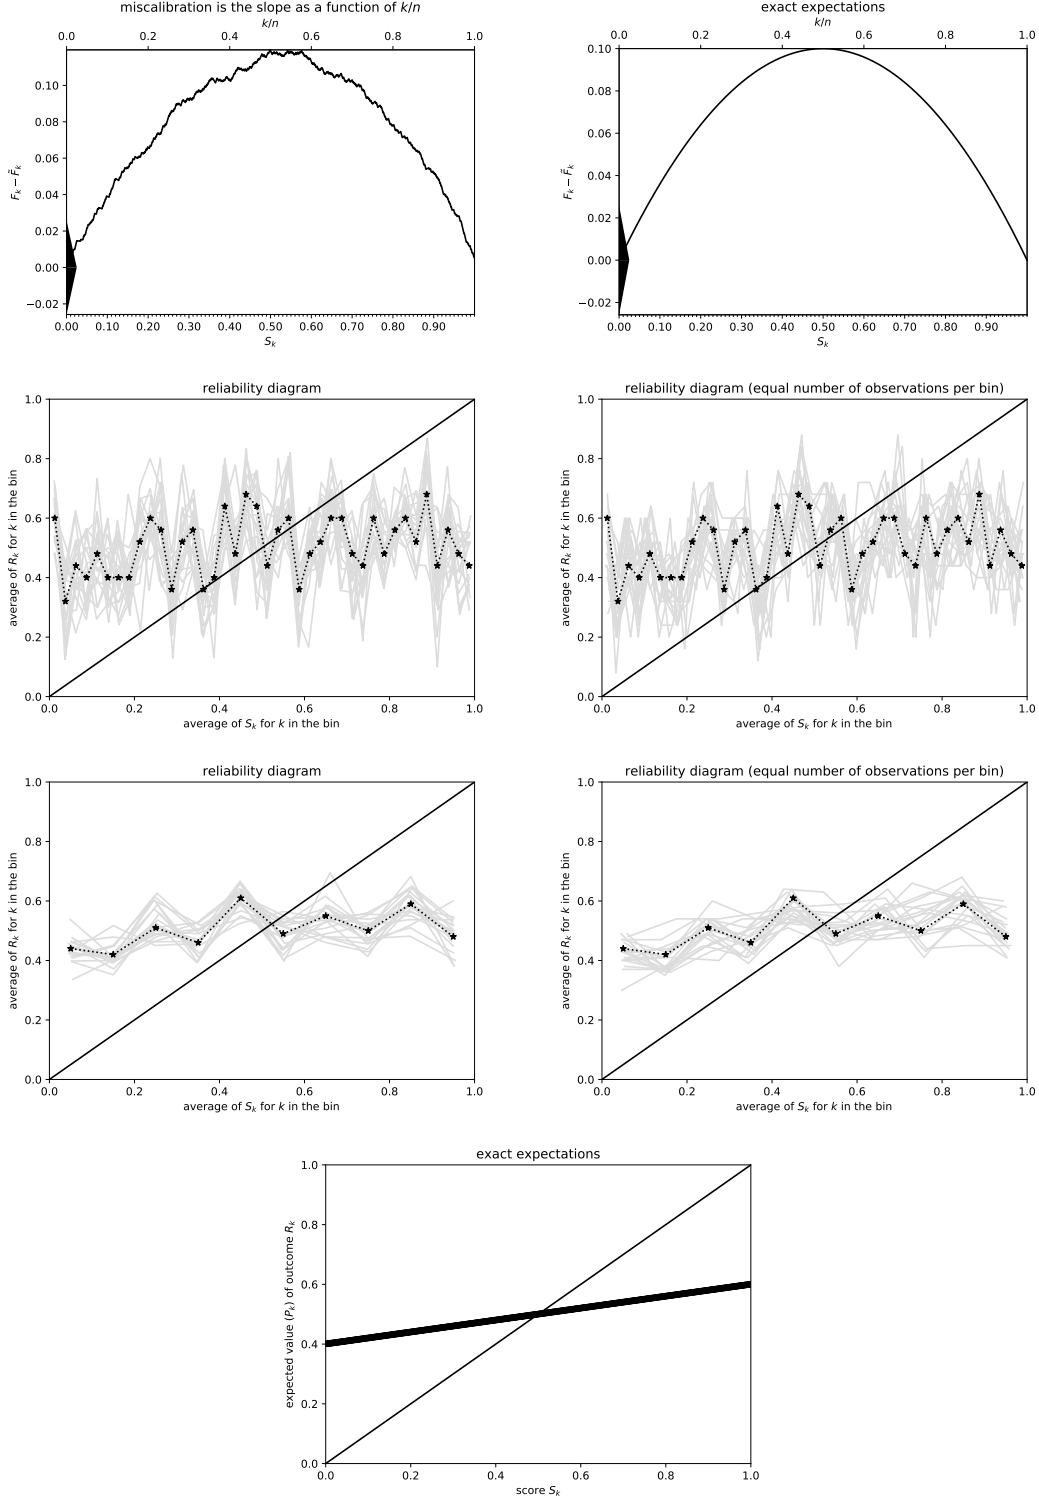 miscalibration is the slope as a function of k/n
k/n
0.0 0.2 0.4 0.6 0.8 1.0
0.10
0.08
0.06
0.04
0.02
0.00
−0.02
F_k − F̃_k
0.00 0.10 0.20 0.30 0.40 0.50 0.60 0.70 0.80 0.90
S_k
exact expectations
k/n
0.0 0.2 0.4 0.6 0.8 1.0
0.10
0.08
0.06
0.04
0.02
0.00
−0.02
F_k − F̃_k
0.00 0.10 0.20 0.30 0.40 0.50 0.60 0.70 0.80 0.90
S_k
reliability diagram
1.0
0.8
0.6
0.4
0.2
0.0
average of R_k for k in the bin
0.0 0.2 0.4 0.6 0.8 1.0
average of S_k for k in the bin
reliability diagram (equal number of observations per bin)
1.0
0.8
0.6
0.4
0.2
0.0
average of R_k for k in the bin
0.0 0.2 0.4 0.6 0.8 1.0
average of S_k for k in the bin
reliability diagram
1.0
0.8
0.6
0.4
0.2
0.0
average of R_k for k in the bin
0.0 0.2 0.4 0.6 0.8 1.0
average of S_k for k in the bin
reliability diagram (equal number of observations per bin)
1.0
0.8
0.6
0.4
0.2
0.0
average of R_k for k in the bin
0.0 0.2 0.4 0.6 0.8 1.0
average of S_k for k in the bin
exact expectations
1.0
0.8
0.6
0.4
0.2
0.0
expected value (P_k) of outcome R_k
0.0 0.2 0.4 0.6 0.8 1.0
score S_k